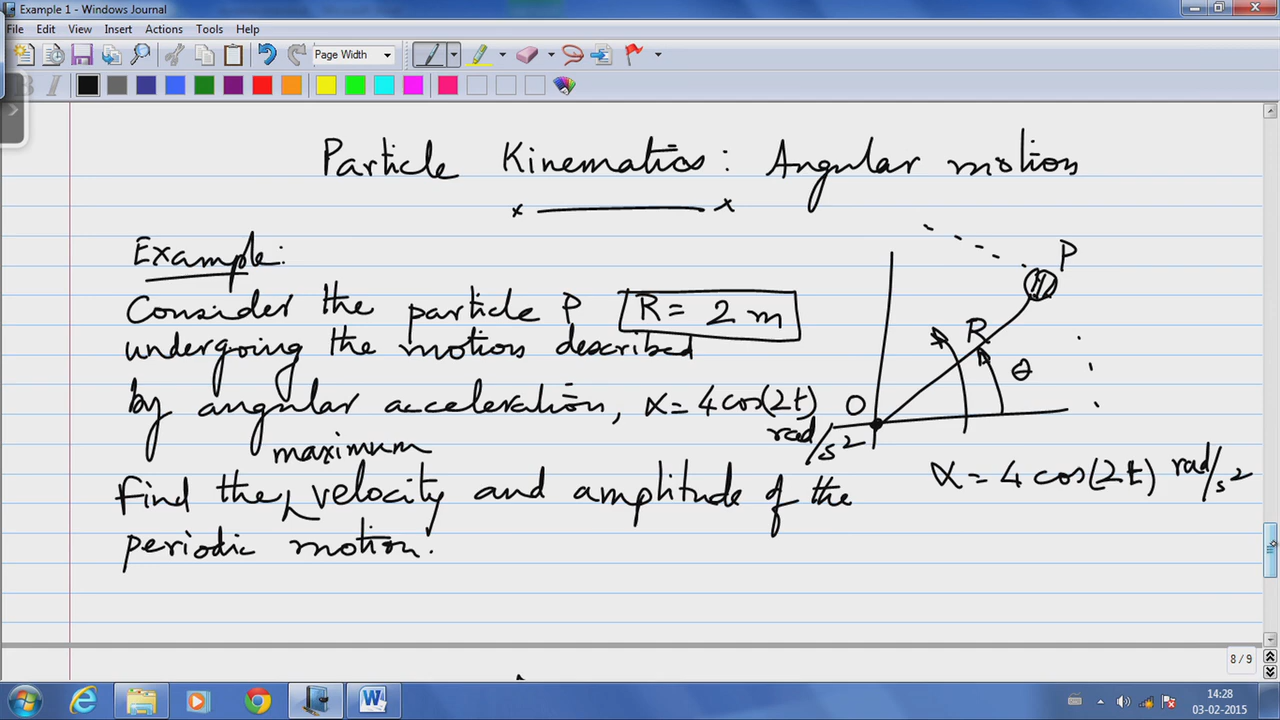 Example 1 - Windows Journal
File Edit View Insert Actions Tools Help
Page Width
B I
Particle Kinematics: Angular motion
x x
Example:
Consider the particle P R = 2 m
undergoing the motion described
by angular acceleration, α = 4 cos(2t)
rad/s²
maximum
Find the velocity and amplitude of the
periodic motion.
P
R
θ
O
α = 4 cos(2t) rad/s²
8 / 9
14:28
03-02-2015